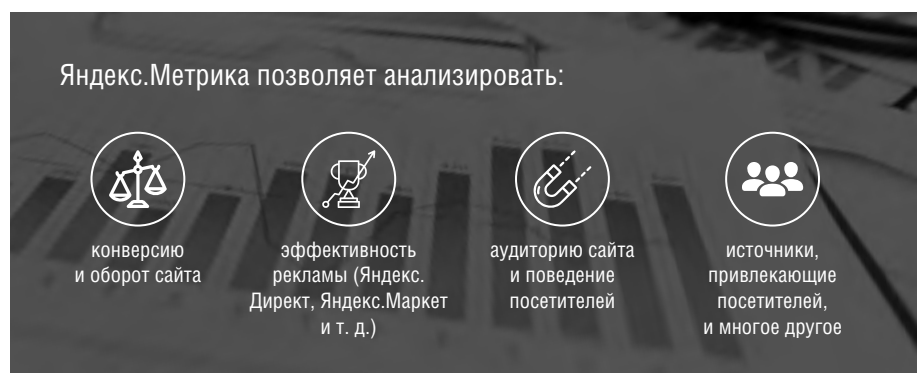 Яндекс.Метрика позволяет анализировать:
конверсию
и оборот сайта
эффективность
рекламы (Яндекс.
Директ, Яндекс.Маркет
и т. д.)
аудиторию сайта
и поведение
посетителей
источники,
привлекающие
посетителей,
и многое другое